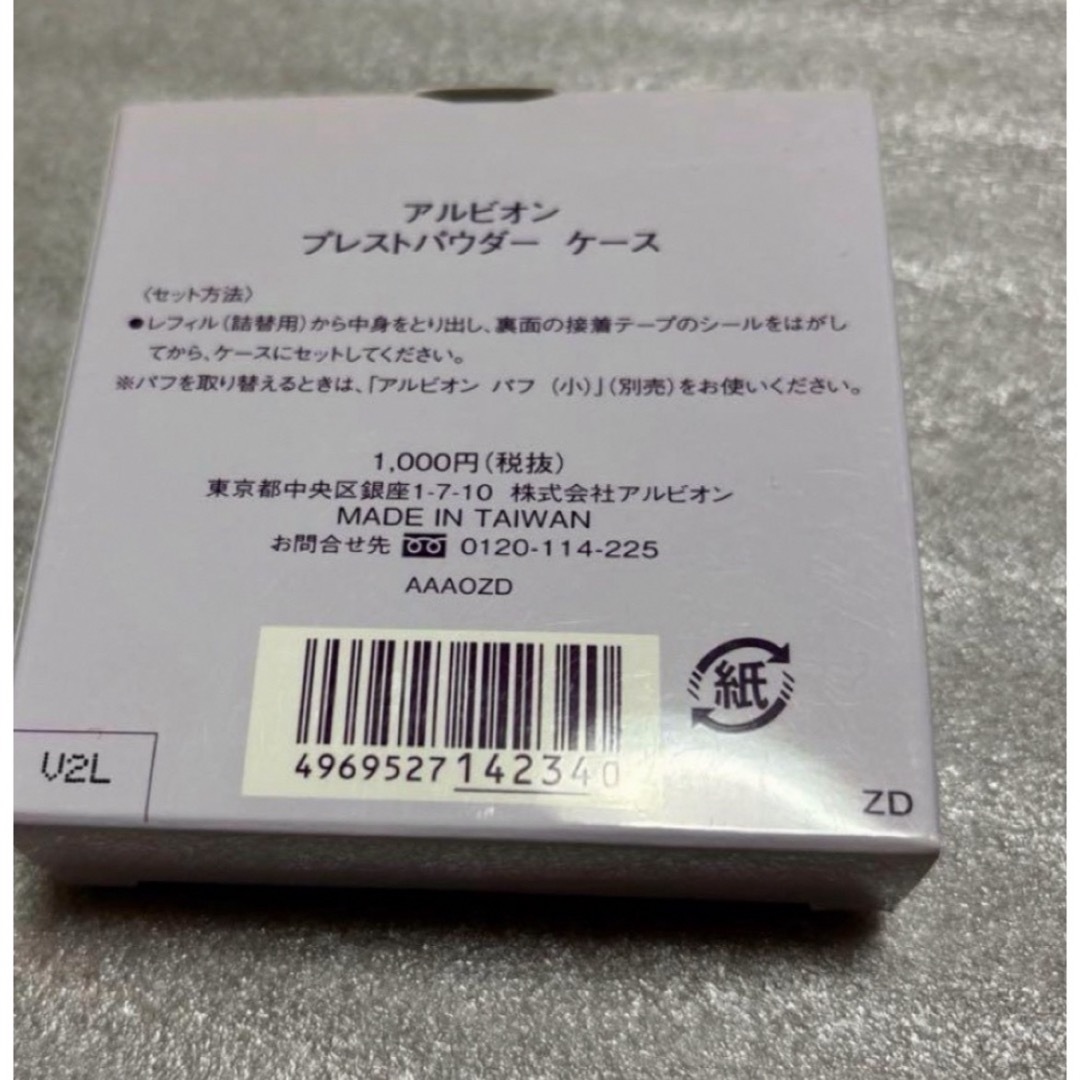 アルビオン
プレストパウダー ケース
〈セット方法〉
●レフィル(詰替用)から中身をとり出し、裏面の接着テープのシールをはがし
てから、ケースにセットしてください。
※パフを取り替えるときは、「アルビオン パフ (小)」(別売)をお使いください。
1,000円(税抜)
東京都中央区銀座1-7-10 株式会社アルビオン
MADE IN TAIWAN
お問合せ先 0120-114-225
AAAOZD
紙
4969527142340
V2L
ZD